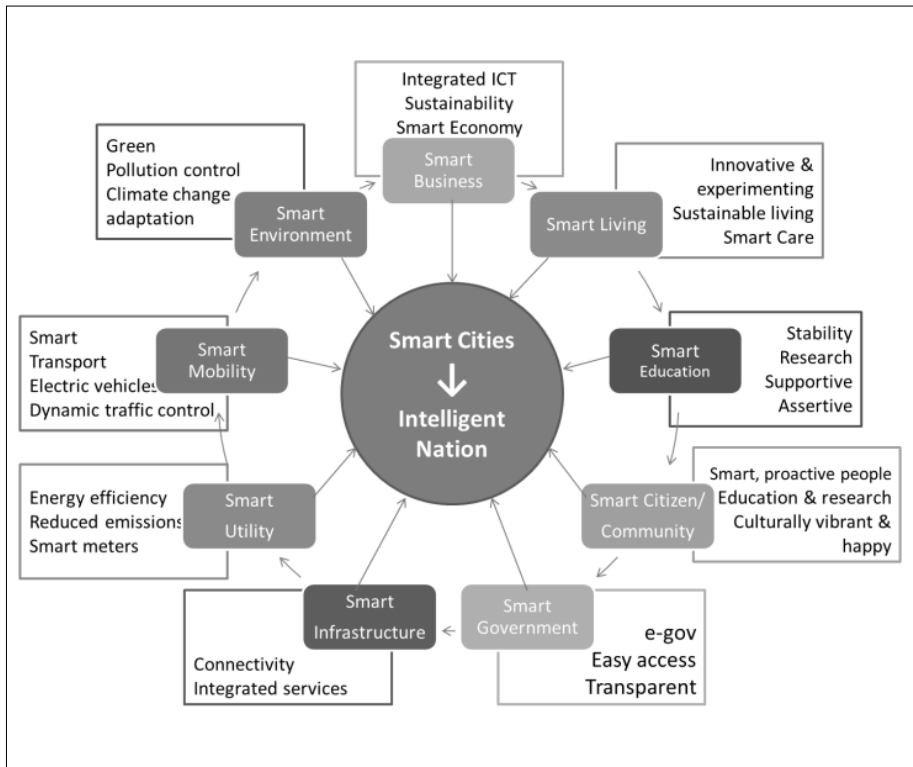 Integrated ICT
Sustainability
Smart Economy
Smart
Business
Green
Pollution control
Climate change
adaptation
Smart
Environment
Innovative &
experimenting
Sustainable living
Smart Care
Smart Living
Smart Cities
Intelligent
Nation
Smart
Transport
Electric vehicles
Dynamic traffic control
Smart
Mobility
Smart
Education
Stability
Research
Supportive
Assertive
Energy efficiency
Reduced emissions
Smart meters
Smart
Utility
Smart Citizen/
Community
Smart, proactive people
Education & research
Culturally vibrant &
happy
Smart
Infrastructure
Connectivity
Integrated services
Smart
Government
e-gov
Easy access
Transparent